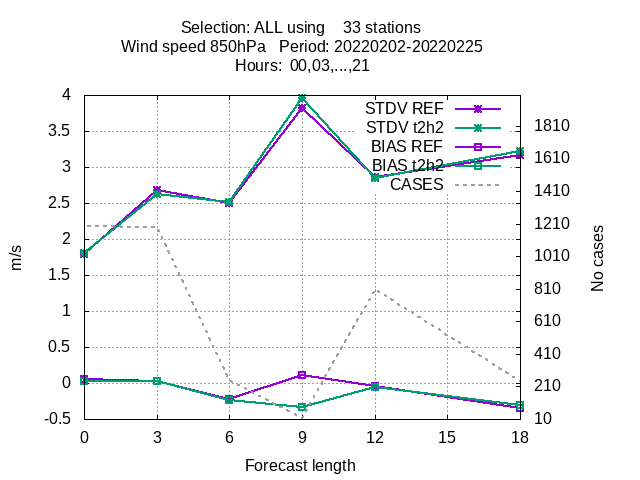 Selection: ALL using    33 stations
Wind speed 850hPa   Period: 20220202-20220225
Hours:  00,03,...,21
4
3.5
3
2.5
2
1.5
1
0.5
0
-0.5
m/s
STDV REF
STDV t2h2
BIAS REF
BIAS t2h2
CASES
1810
1610
1410
1210
1010
810
610
410
210
10
No cases
0 3 6 9 12 15 18
Forecast length